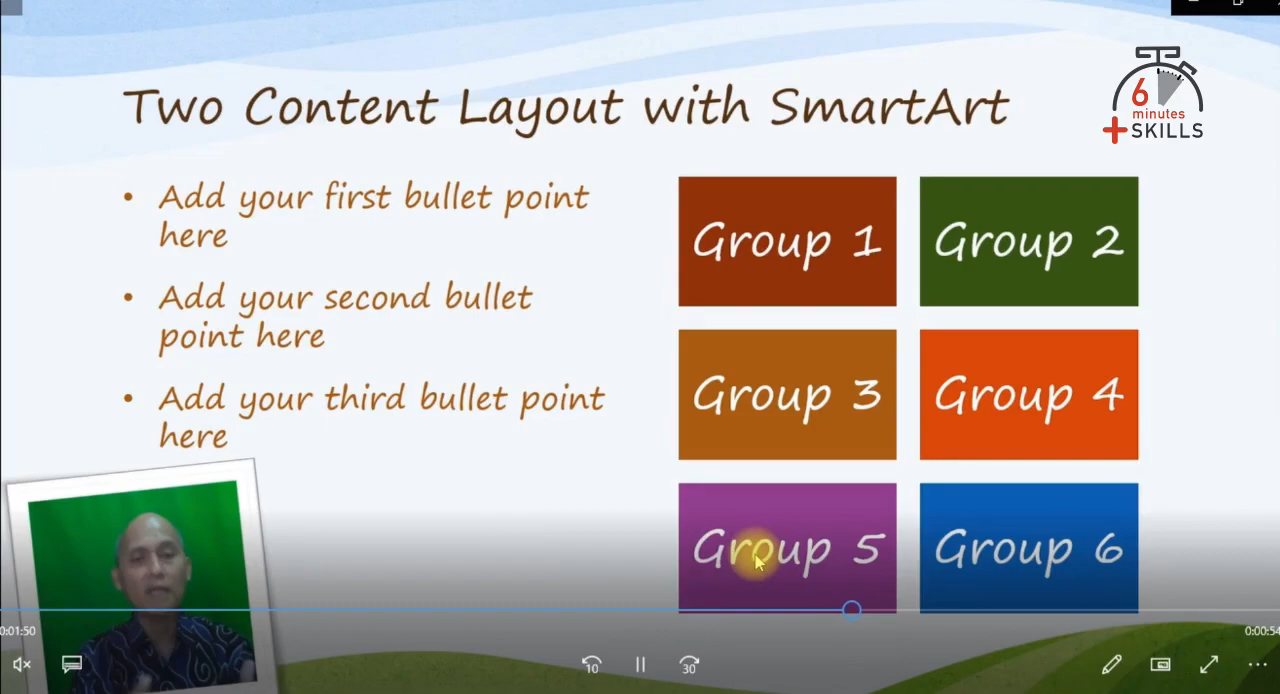 Two Content Layout with SmartArt
6
minutes
+SKILLS
• Add your first bullet point
here
• Add your second bullet
point here
• Add your third bullet point
here
Group 1
Group 2
Group 3
Group 4
Group 5
Group 6
0:01:50
0:00:54
10
30